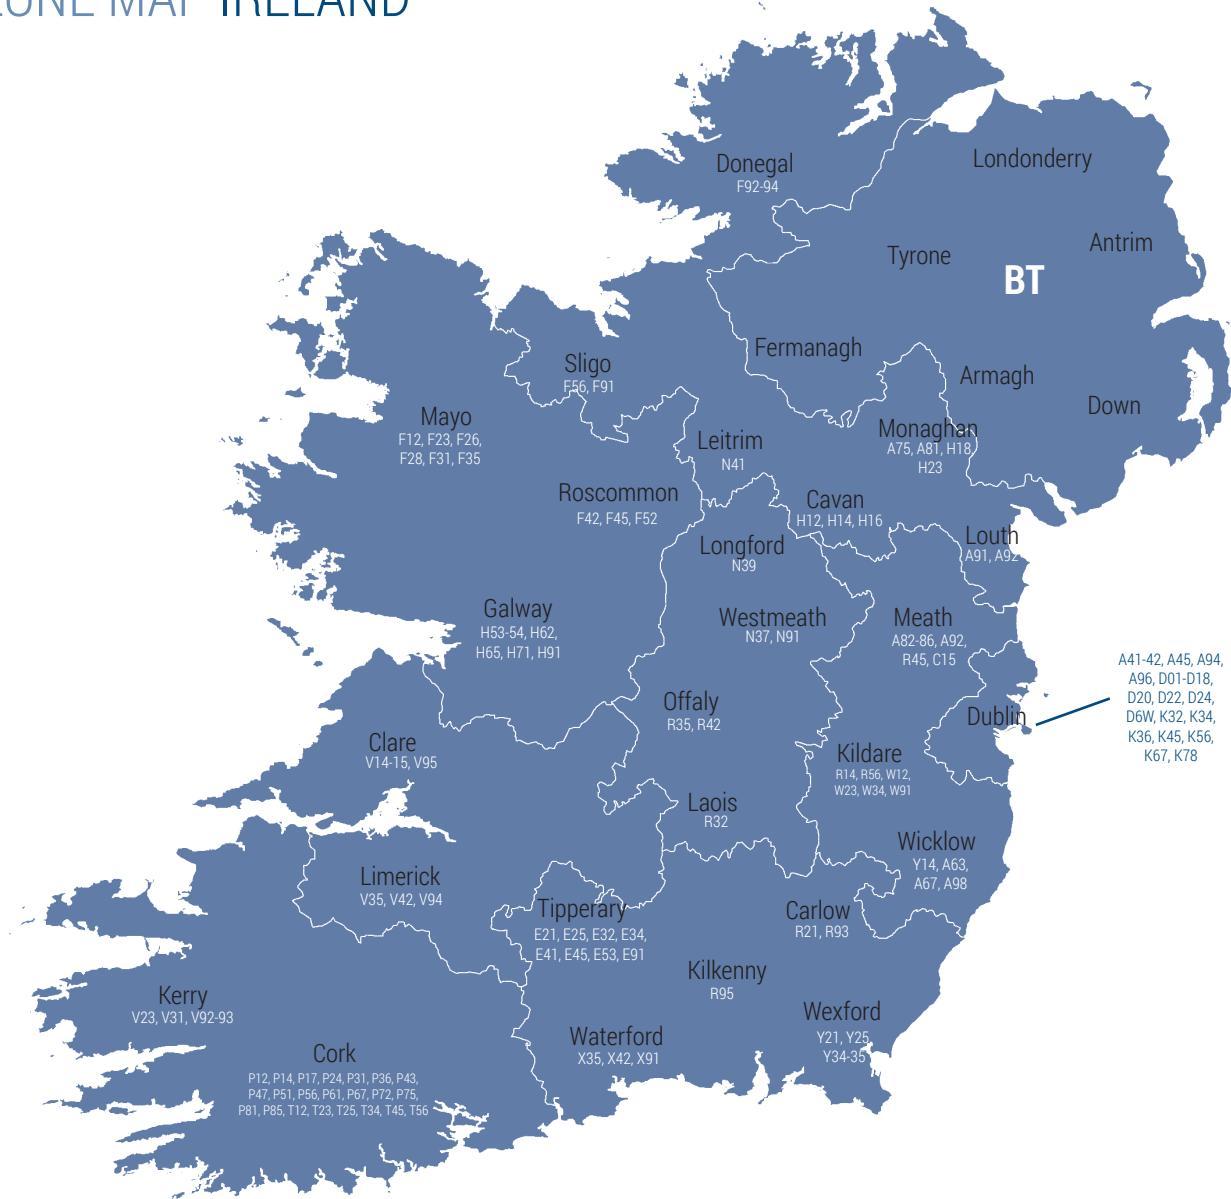 MAP IRELAND
Donegal
F92-94
Londonderry
Tyrone
Antrim
BT
Fermanagh
Armagh
Down
Sligo
F56, F91
Mayo
F12, F23, F26,
F28, F31, F35
Leitrim
N41
Monaghan
A75, A81, H18,
H23
Roscommon
F42, F45, F52
Cavan
H12, H14, H16
Longford
N39
Louth
A91, A92
Galway
H53-54, H62,
H65, H71, H91
Westmeath
N37, N91
Meath
A82-86, A92,
R45, C15
Offaly
R35, R42
Dublin
A41-42, A45, A94,
A96, D01-D18,
D20, D22, D24,
D6W, K32, K34,
K36, K45, K56,
K67, K78
Clare
V14-15, V95
Kildare
R14, R56, W12,
W23, W34, W91
Laois
R32
Wicklow
Y14, A63,
A67, A98
Limerick
V35, V42, V94
Tipperary
E21, E25, E32, E34,
E41, E45, E53, E91
Carlow
R21, R93
Kilkenny
R95
Kerry
V23, V31, V92-93
Wexford
Y21, Y25,
Y34-35
Waterford
X35, X42, X91
Cork
P12, P14, P17, P24, P31, P36, P43,
P47, P51, P56, P61, P67, P72, P75,
P81, P85, T12, T23, T25, T34, T45, T56